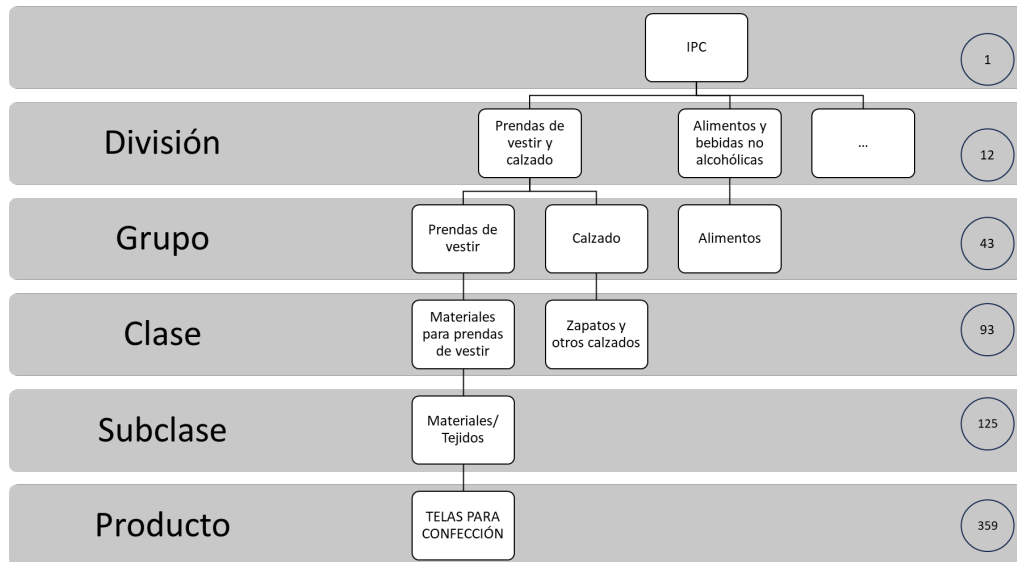 IPC
1
División
Prendas de
vestir y
calzado
Alimentos y
bebidas no
alcohólicas
...
12
Grupo
Prendas de
vestir
Calzado
Alimentos
43
Clase
Materiales
para prendas
de vestir
Zapatos y
otros calzados
93
Subclase
Materiales/
Tejidos
125
Producto
TELAS PARA
CONFECCIÓN
359